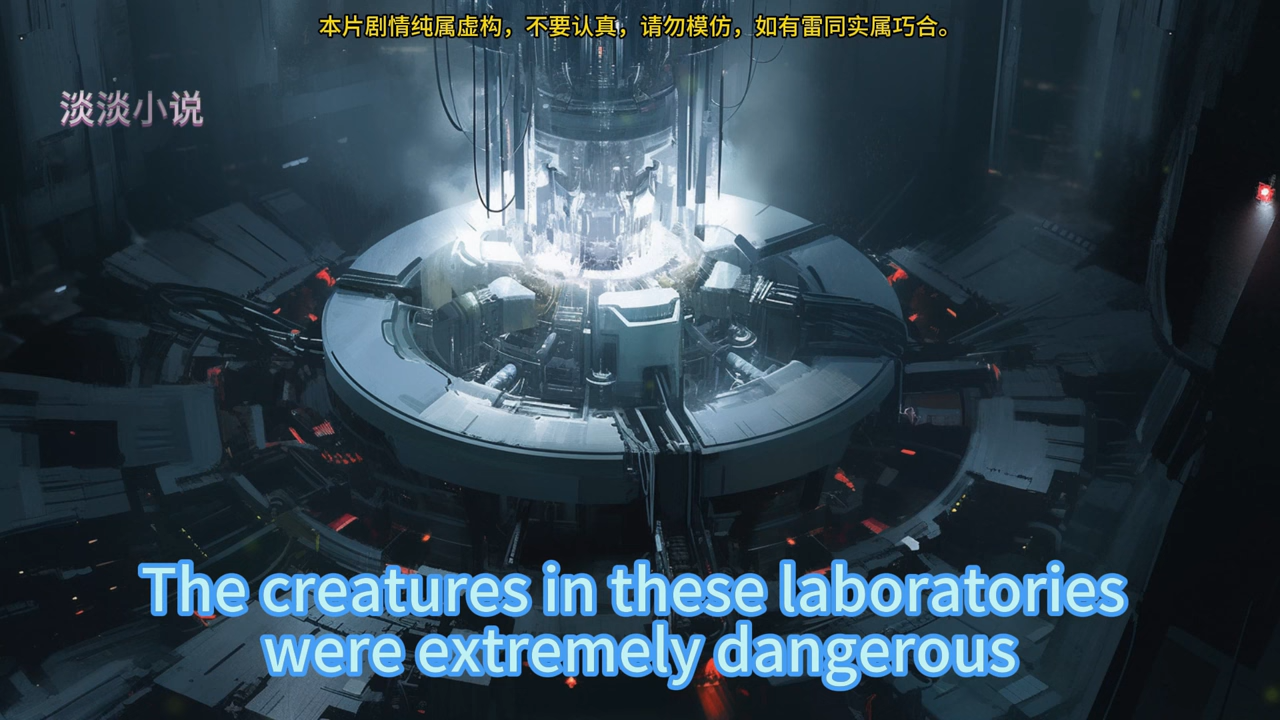 本片剧情纯属虚构，不要认真，请勿模仿，如有雷同实属巧合。
淡淡小说
The creatures in these laboratories
were extremely dangerous